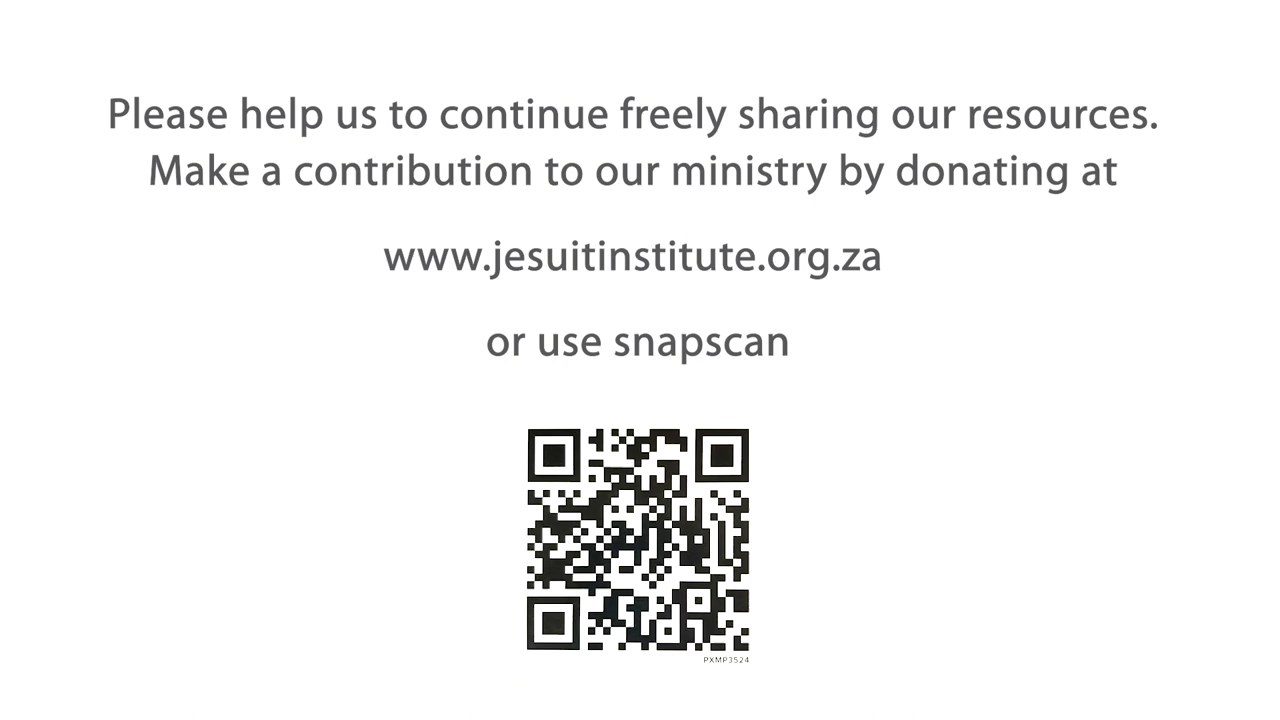 Please help us to continue freely sharing our resources.
Make a contribution to our ministry by donating at
www.jesuitinstitute.org.za
or use snapscan
PXMP3524